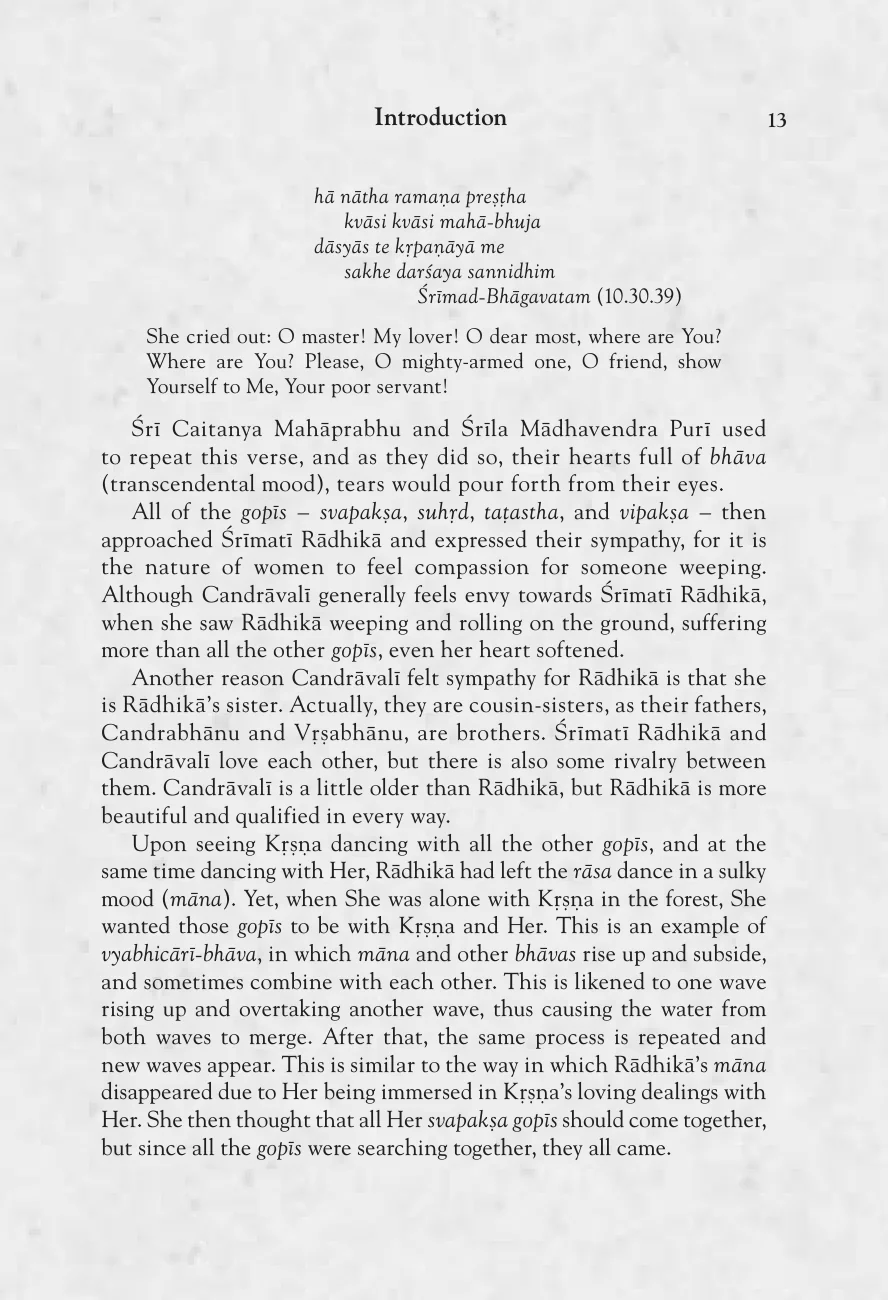 Introduction
13
hā nātha ramaṇa preṣṭha
kvāsi kvāsi mahā-bhuja
dāsyās te kṛpaṇāyā me
sakhe darśaya sannidhim
Śrīmad-Bhāgavatam (10.30.39)
She cried out: O master! My lover! O dear most, where are You?
Where are You? Please, O mighty-armed one, O friend, show
Yourself to Me, Your poor servant!
Śrī Caitanya Mahāprabhu and Śrīla Mādhavendra Purī used
to repeat this verse, and as they did so, their hearts full of bhāva
(transcendental mood), tears would pour forth from their eyes.
All of the gopīs – svapakṣa, suhṛd, taṭastha, and vipakṣa – then
approached Śrīmatī Rādhikā and expressed their sympathy, for it is
the nature of women to feel compassion for someone weeping.
Although Candrāvalī generally feels envy towards Śrīmatī Rādhikā,
when she saw Rādhikā weeping and rolling on the ground, suffering
more than all the other gopīs, even her heart softened.
Another reason Candrāvalī felt sympathy for Rādhikā is that she
is Rādhikā’s sister. Actually, they are cousin-sisters, as their fathers,
Candrabhānu and Vṛṣabhānu, are brothers. Śrīmatī Rādhikā and
Candrāvalī love each other, but there is also some rivalry between
them. Candrāvalī is a little older than Rādhikā, but Rādhikā is more
beautiful and qualified in every way.
Upon seeing Kṛṣṇa dancing with all the other gopīs, and at the
same time dancing with Her, Rādhikā had left the rāsa dance in a sulky
mood (māna). Yet, when She was alone with Kṛṣṇa in the forest, She
wanted those gopīs to be with Kṛṣṇa and Her. This is an example of
vyabhicārī-bhāva, in which māna and other bhāvas rise up and subside,
and sometimes combine with each other. This is likened to one wave
rising up and overtaking another wave, thus causing the water from
both waves to merge. After that, the same process is repeated and
new waves appear. This is similar to the way in which Rādhikā’s māna
disappeared due to Her being immersed in Kṛṣṇa’s loving dealings with
Her. She then thought that all Her svapakṣa gopīs should come together,
but since all the gopīs were searching together, they all came.